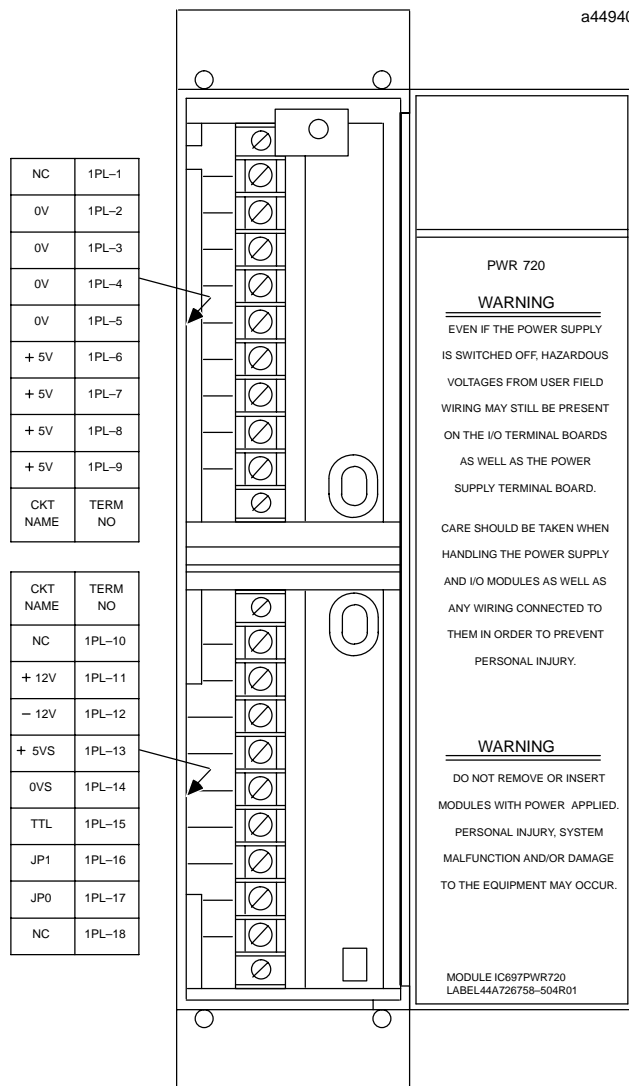 a44940
NC 1PL–1
0V 1PL–2
0V 1PL–3
0V 1PL–4
0V 1PL–5
+ 5V 1PL–6
+ 5V 1PL–7
+ 5V 1PL–8
+ 5V 1PL–9
CKT TERM
NAME NO
CKT TERM
NAME NO
NC 1PL–10
+ 12V 1PL–11
– 12V 1PL–12
+ 5VS 1PL–13
0VS 1PL–14
TTL 1PL–15
JP1 1PL–16
JP0 1PL–17
NC 1PL–18
PWR 720
WARNING
EVEN IF THE POWER SUPPLY
IS SWITCHED OFF, HAZARDOUS
VOLTAGES FROM USER FIELD
WIRING MAY STILL BE PRESENT
ON THE I/O TERMINAL BOARDS
AS WELL AS THE POWER
SUPPLY TERMINAL BOARD.
CARE SHOULD BE TAKEN WHEN
HANDLING THE POWER SUPPLY
AND I/O MODULES AS WELL AS
ANY WIRING CONNECTED TO
THEM IN ORDER TO PREVENT
PERSONAL INJURY.
WARNING
DO NOT REMOVE OR INSERT
MODULES WITH POWER APPLIED.
PERSONAL INJURY, SYSTEM
MALFUNCTION AND/OR DAMAGE
TO THE EQUIPMENT MAY OCCUR.
MODULE IC697PWR720
LABEL44A726758–504R01